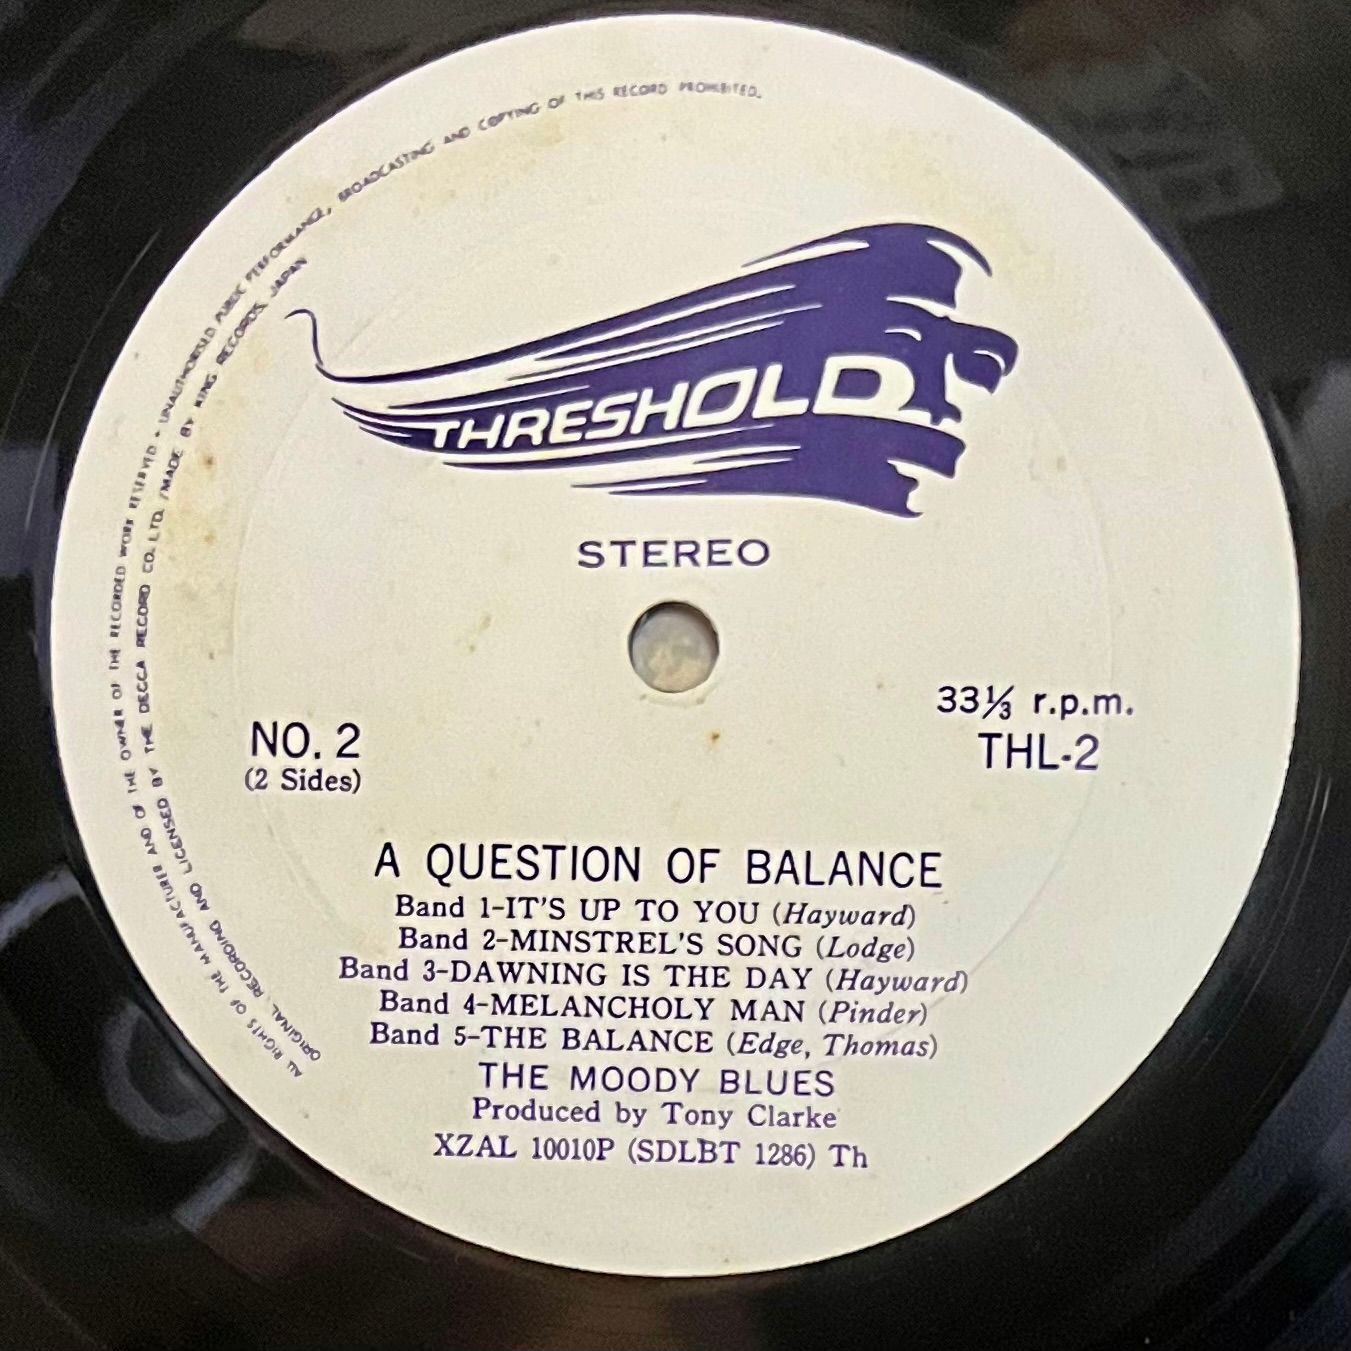 ALL RIGHTS OF THE MANUFACTURER AND OF THE OWNER OF THE RECORDED WORK RESERVED • UNAUTHORISED PUBLIC PERFORMANCE, BROADCASTING AND COPYING OF THIS RECORD PROHIBITED.
ORIGINAL RECORDING AND LICENSED BY THE DECCA RECORD CO. LTD. /MADE BY KING RECORDS, JAPAN
THRESHOLD
STEREO
33⅓ r.p.m.
THL-2
NO. 2
(2 Sides)
A QUESTION OF BALANCE
Band 1-IT'S UP TO YOU (Hayward)
Band 2-MINSTREL'S SONG (Lodge)
Band 3-DAWNING IS THE DAY (Hayward)
Band 4-MELANCHOLY MAN (Pinder)
Band 5-THE BALANCE (Edge, Thomas)
THE MOODY BLUES
Produced by Tony Clarke
XZAL 10010P (SDLBT 1286) Th